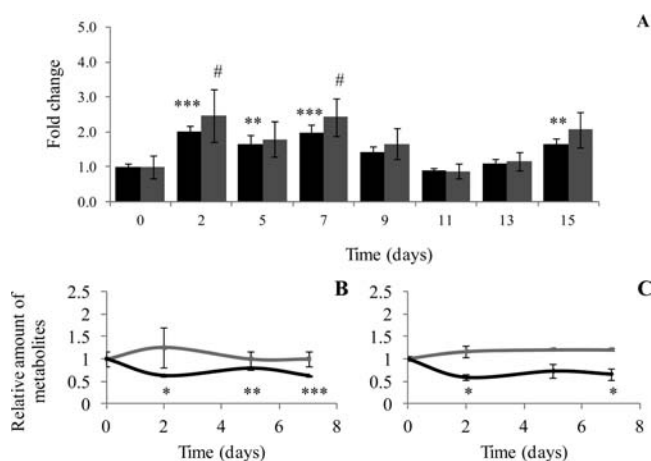 A
Fold change
5.0
4.0
3.0
2.0
1.0
0.0
*** # ** *** # **
0 2 5 7 9 11 13 15
Time (days)
B
Relative amount of
metabolites
2.5
2
1.5
1
0.5
0
* ** ***
0 2 4 6 8
Time (days)
C
2.5
2
1.5
1
0.5
0
* *
0 2 4 6 8
Time (days)